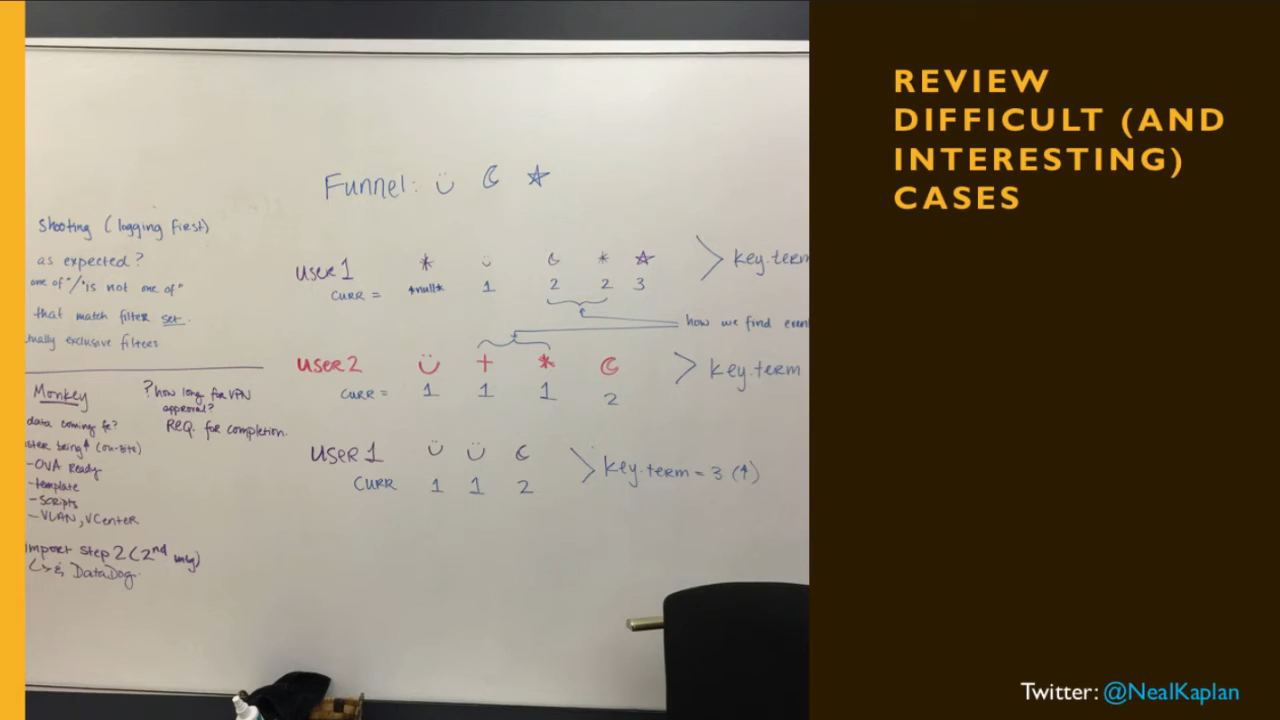 REVIEW
DIFFICULT (AND
INTERESTING)
CASES
Funnel:
shooting (logging first)
as expected?
one of"/"is not one of"
that match filter set.
exclusive filters
user 1
CURR = *null* 1 2 2 3
key.term
how we find even
user 2
CURR = 1 1 1 2
key.term
user 1
CURR 1 1 2
key.term = 3 (↑)
Monkey
data coming
being↑ (on-site)
-OVA Ready
-template
-scripts
-VLAN, VCenter
import step 2 (2nd
DataDog
?how long for VPN
approval?
REQ. for completion.
Twitter: @NealKaplan